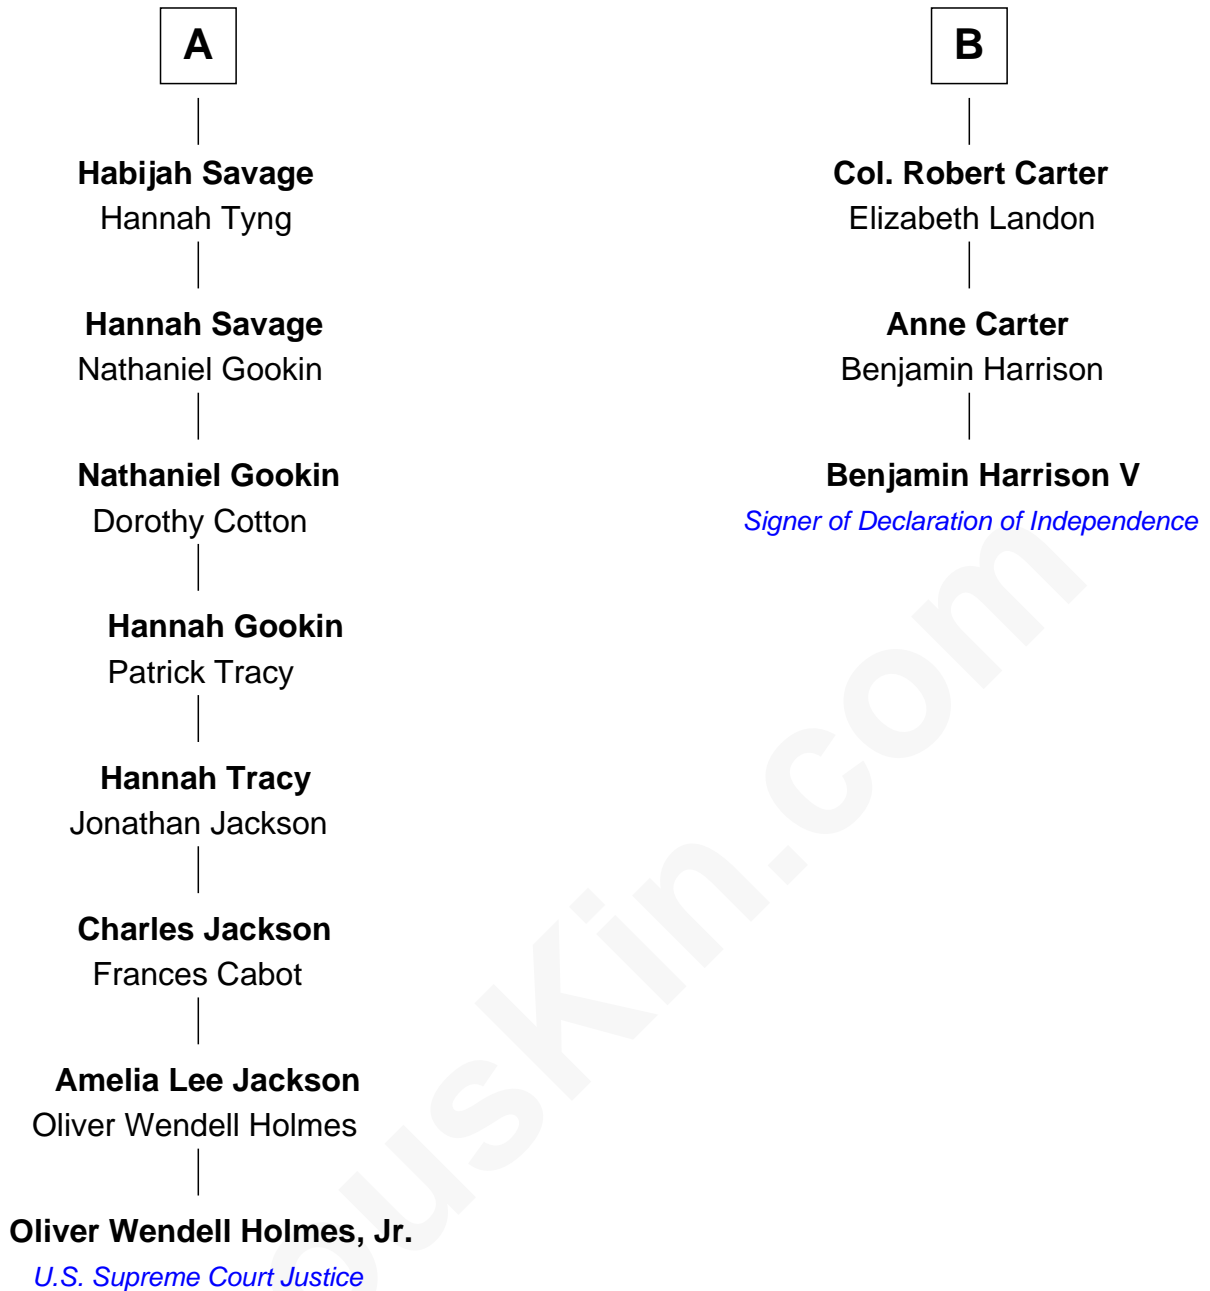 A
Habijah Savage
Hannah Tyng
Hannah Savage
Nathaniel Gookin
Nathaniel Gookin
Dorothy Cotton
Hannah Gookin
Patrick Tracy
Hannah Tracy
Jonathan Jackson
Charles Jackson
Frances Cabot
Amelia Lee Jackson
Oliver Wendell Holmes
Oliver Wendell Holmes, Jr.
U.S. Supreme Court Justice
B
Col. Robert Carter
Elizabeth Landon
Anne Carter
Benjamin Harrison
Benjamin Harrison V
Signer of Declaration of Independence
ousKin.com